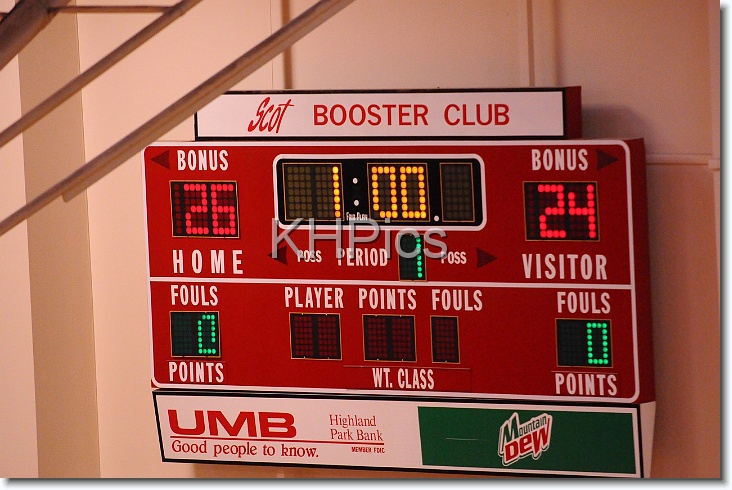 Scot BOOSTER CLUB
BONUS 1:00. BONUS
26 24
KHPics
HOME POSS PERIOD 1 POSS VISITOR
FOULS PLAYER POINTS FOULS FOULS
0 0
POINTS WT. CLASS POINTS
UMB Highland Park Bank
Good people to know. MEMBER FDIC
Mountain
DEW